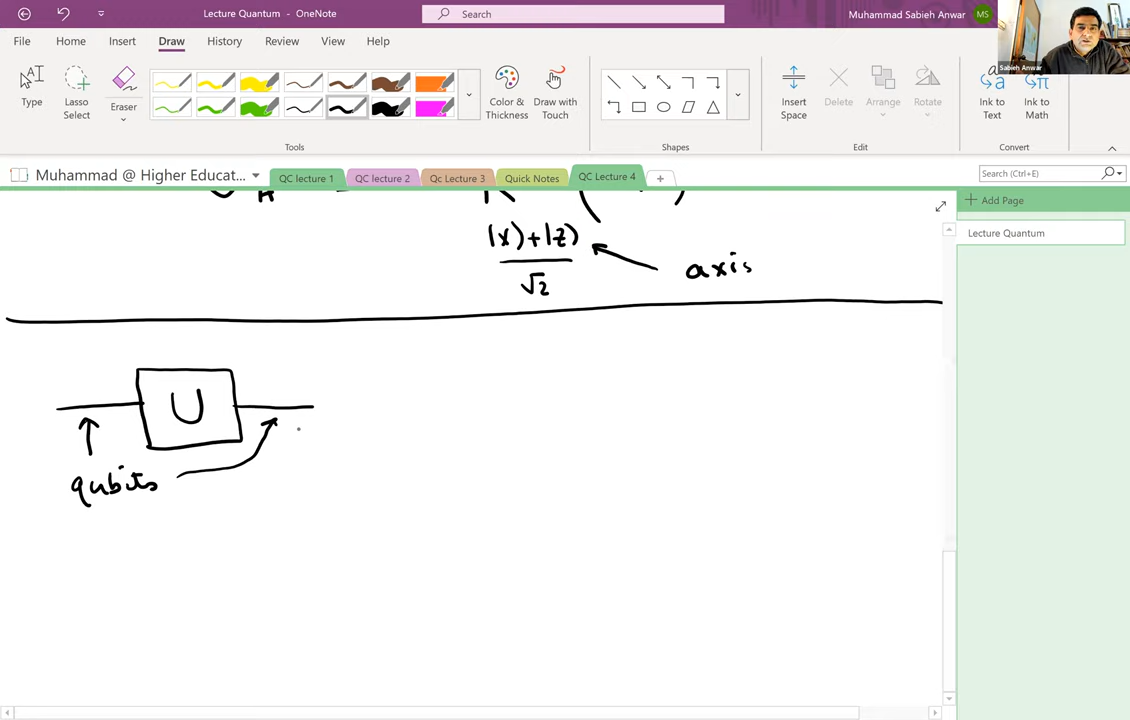 Lecture Quantum - OneNote
Search
Muhammad Sabieh Anwar
MS
Sabieh Anwar
File Home Insert Draw History Review View Help
Type
Lasso Select
Eraser
Color & Thickness
Draw with Touch
Insert Space
Delete
Arrange
Rotate
Ink to Text
Ink to Math
Tools
Shapes
Edit
Convert
Muhammad @ Higher Educat...
QC lecture 1
QC lecture 2
Qc Lecture 3
Quick Notes
QC Lecture 4
Search (Ctrl+E)
Add Page
Lecture Quantum
|x⟩+|z⟩
√2
axis
U
qubits